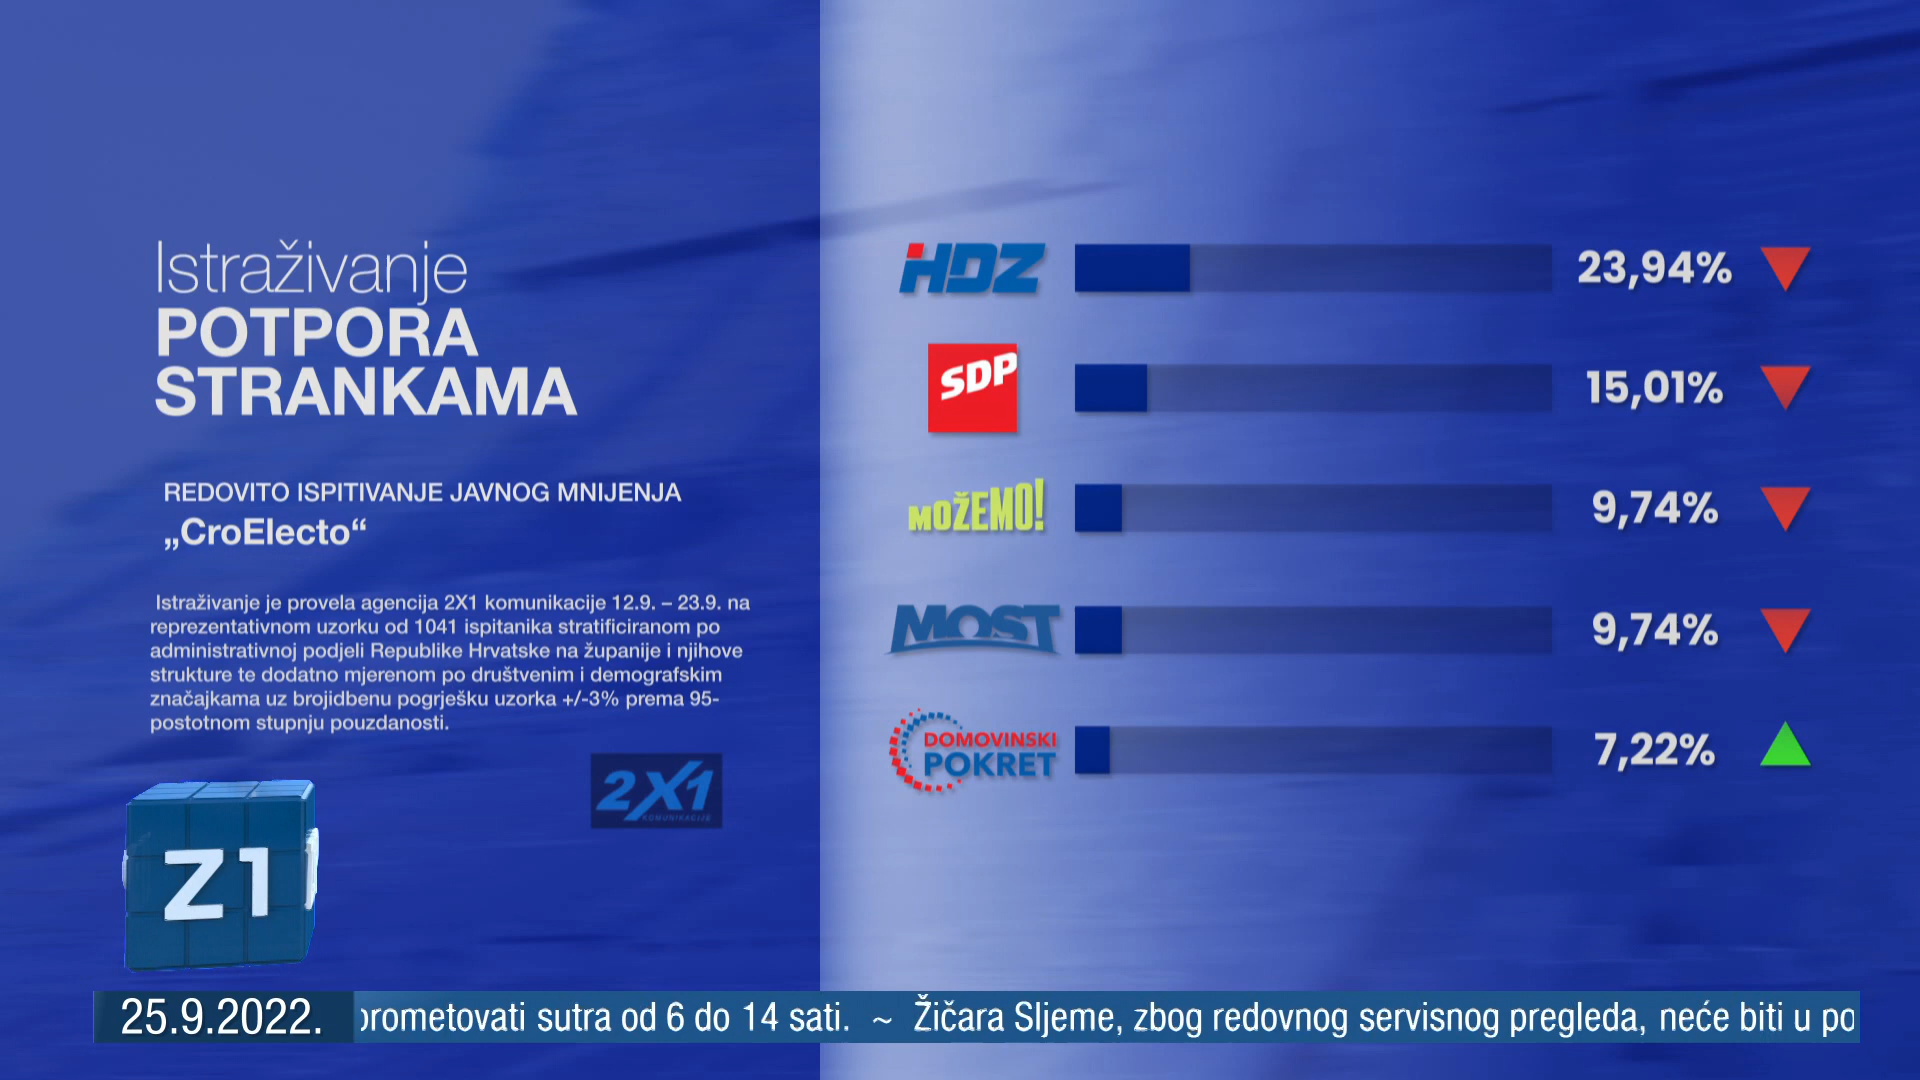 Istraživanje
POTPORA
STRANKAMA
REDOVITO ISPITIVANJE JAVNOG MNIJENJA
„CroElecto“
Istraživanje je provela agencija 2X1 komunikacije 12.9. – 23.9. na
reprezentativnom uzorku od 1041 ispitanika stratificiranom po
administrativnoj podjeli Republike Hrvatske na županije i njihove
strukture te dodatno mjerenom po društvenim i demografskim
značajkama uz brojidbenu pogrješku uzorka +/-3% prema 95-
postotnom stupnju pouzdanosti.
2X1
KOMUNIKACIJE
Z1
HDZ 23,94%
SDP 15,01%
MOŽEMO! 9,74%
MOST 9,74%
DOMOVINSKI
POKRET 7,22%
25.9.2022. prometovati sutra od 6 do 14 sati. ~ Žičara Sljeme, zbog redovnog servisnog pregleda, neće biti u po